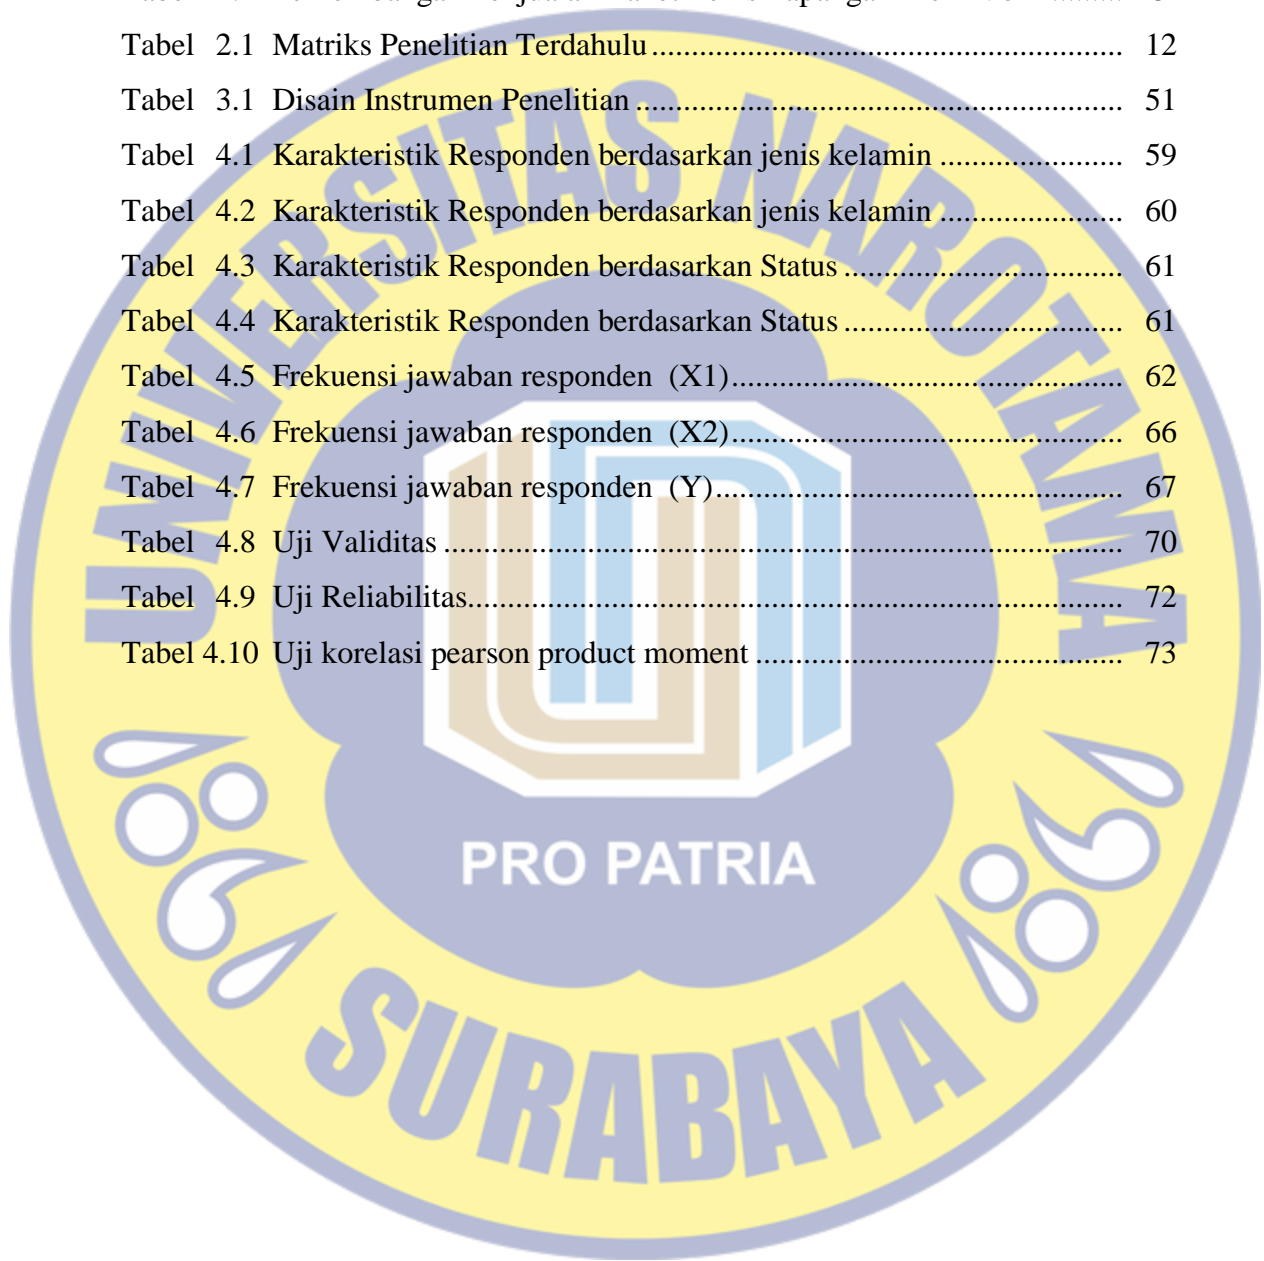 Tabel Perkembangan Penjualan
Tabel 2.1 Matriks Penelitian Terdahulu .......................................................... 12
Tabel 3.1 Disain Instrumen Penelitian ............................................................ 51
Tabel 4.1 Karakteristik Responden berdasarkan jenis kelamin ...................... 59
Tabel 4.2 Karakteristik Responden berdasarkan jenis kelamin ...................... 60
Tabel 4.3 Karakteristik Responden berdasarkan Status .................................. 61
Tabel 4.4 Karakteristik Responden berdasarkan Status .................................. 61
Tabel 4.5 Frekuensi jawaban responden (X1)................................................ 62
Tabel 4.6 Frekuensi jawaban responden (X2)................................................ 66
Tabel 4.7 Frekuensi jawaban responden (Y).................................................. 67
Tabel 4.8 Uji Validitas ................................................................................... 70
Tabel 4.9 Uji Reliabilitas................................................................................ 72
Tabel 4.10 Uji korelasi pearson product moment ............................................. 73
UNIVERSITAS NAROTAMA
PRO PATRIA
SURABAYA